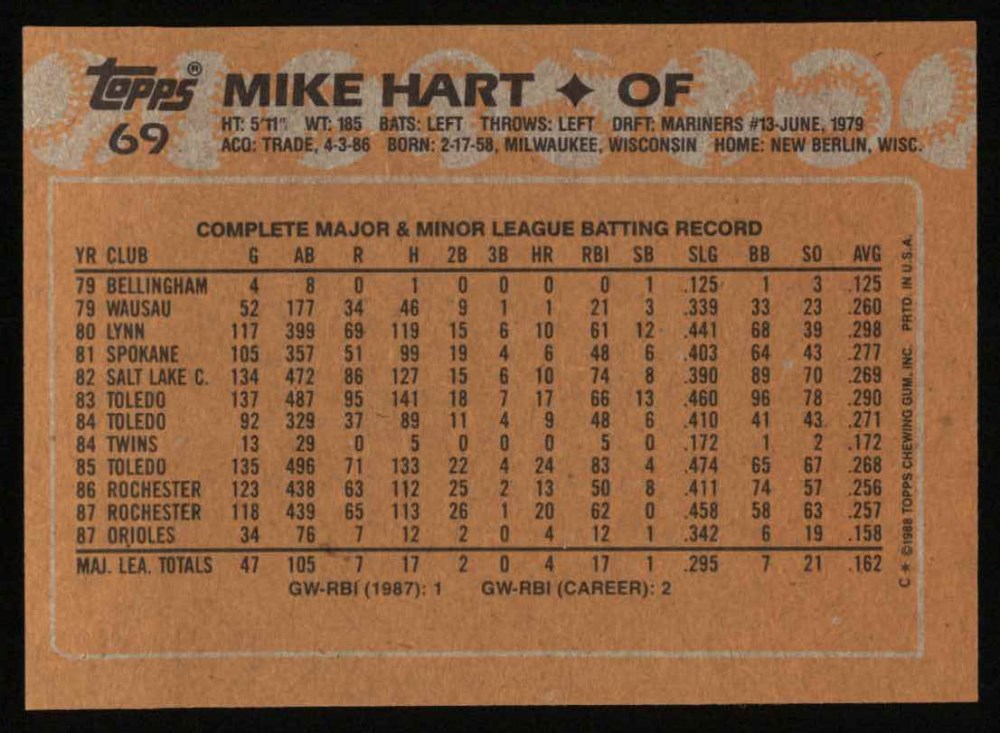 topps® MIKE HART ✦ OF
69 HT: 5'11" WT: 185 BATS: LEFT THROWS: LEFT DRFT: MARINERS #13-JUNE, 1979
ACQ: TRADE, 4-3-86 BORN: 2-17-58, MILWAUKEE, WISCONSIN HOME: NEW BERLIN, WISC.
COMPLETE MAJOR & MINOR LEAGUE BATTING RECORD
YR CLUB G AB R H 2B 3B HR RBI SB SLG BB SO AVG
79 BELLINGHAM 4 8 0 1 0 0 0 0 1 .125 1 3 .125
79 WAUSAU 52 177 34 46 9 1 1 21 3 .339 33 23 .260
80 LYNN 117 399 69 119 15 6 10 61 12 .441 68 39 .298
81 SPOKANE 105 357 51 99 19 4 6 48 6 .403 64 43 .277
82 SALT LAKE C. 134 472 86 127 15 6 10 74 8 .390 89 70 .269
83 TOLEDO 137 487 95 141 18 7 17 66 13 .460 96 78 .290
84 TOLEDO 92 329 37 89 11 4 9 48 6 .410 41 43 .271
84 TWINS 13 29 0 5 0 0 0 5 0 .172 1 2 .172
85 TOLEDO 135 496 71 133 22 4 24 83 4 .474 65 67 .268
86 ROCHESTER 123 438 63 112 25 2 13 50 8 .411 74 57 .256
87 ROCHESTER 118 439 65 113 26 1 20 62 0 .458 58 63 .257
87 ORIOLES 34 76 7 12 2 0 4 12 1 .342 6 19 .158
MAJ. LEA. TOTALS 47 105 7 17 2 0 4 17 1 .295 7 21 .162
GW-RBI (1987): 1 GW-RBI (CAREER): 2
C * ©1988 TOPPS CHEWING GUM, INC. PRTD. IN U.S.A.